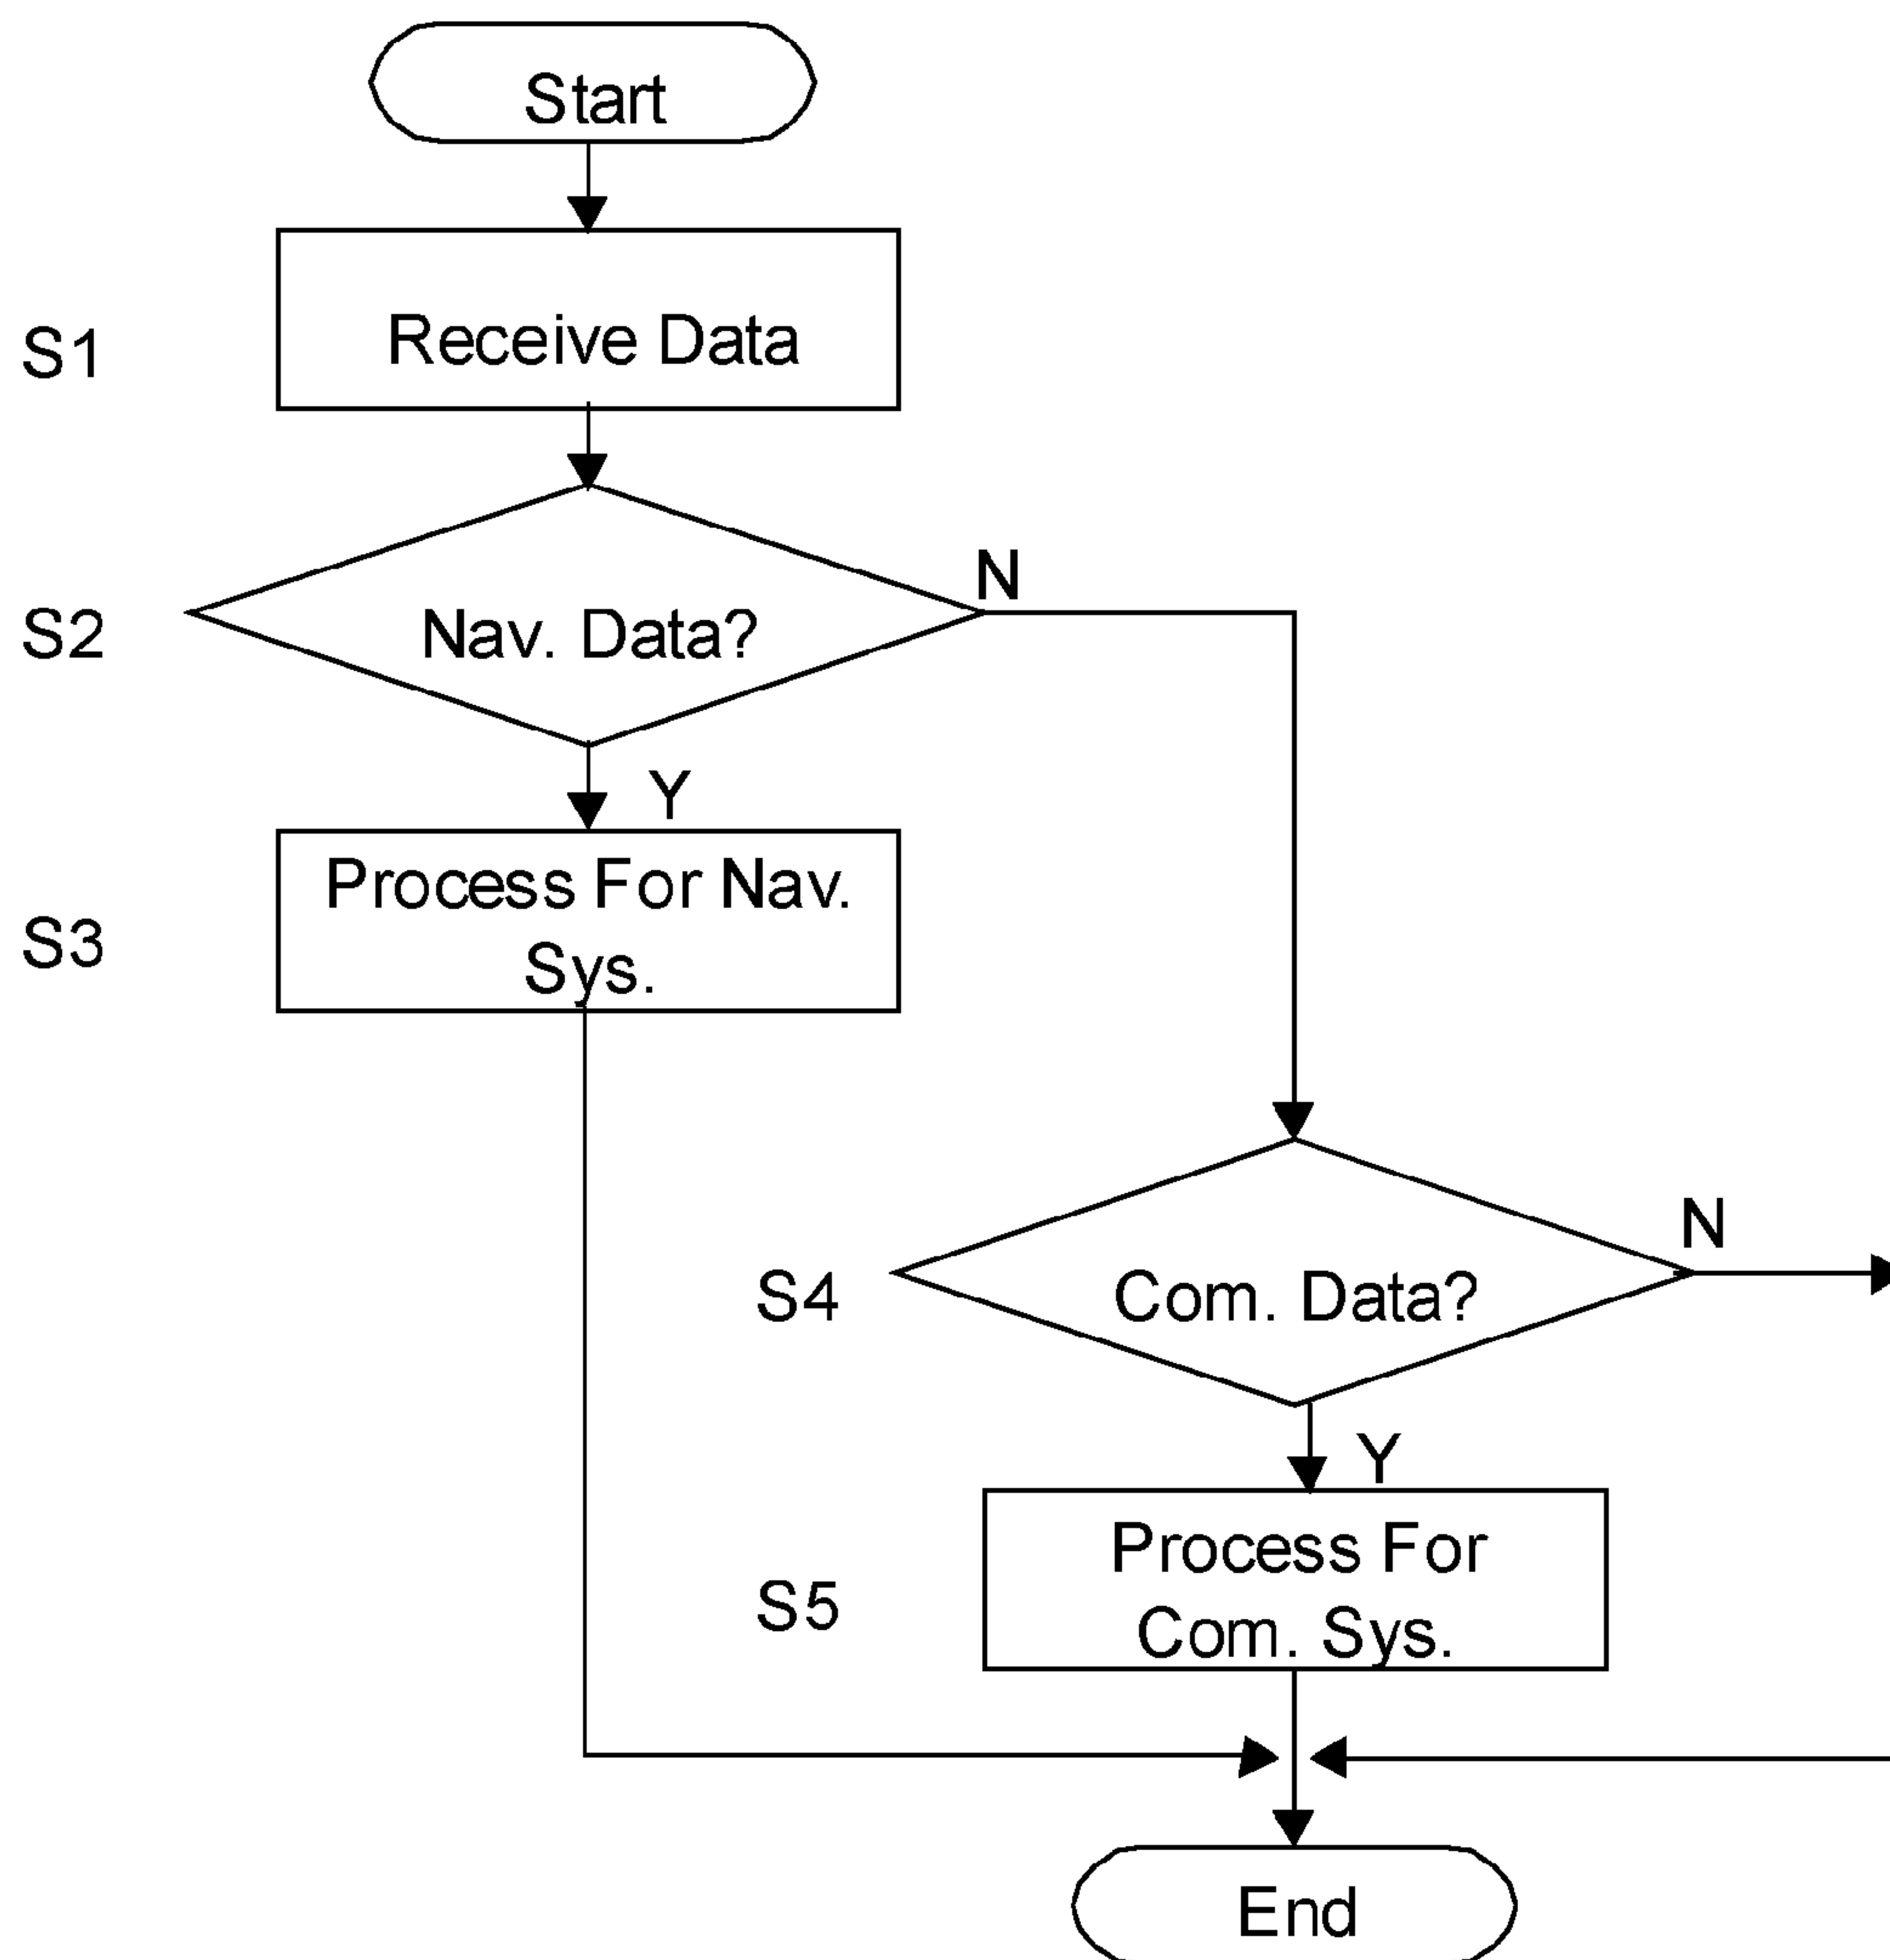 Start
S1
Receive Data
N
S2
Nav. Data?
Y
Process For Nav.
S3
Sys.
N
S4
Com. Data?
Y
Process For
S5
Com. Sys.
End